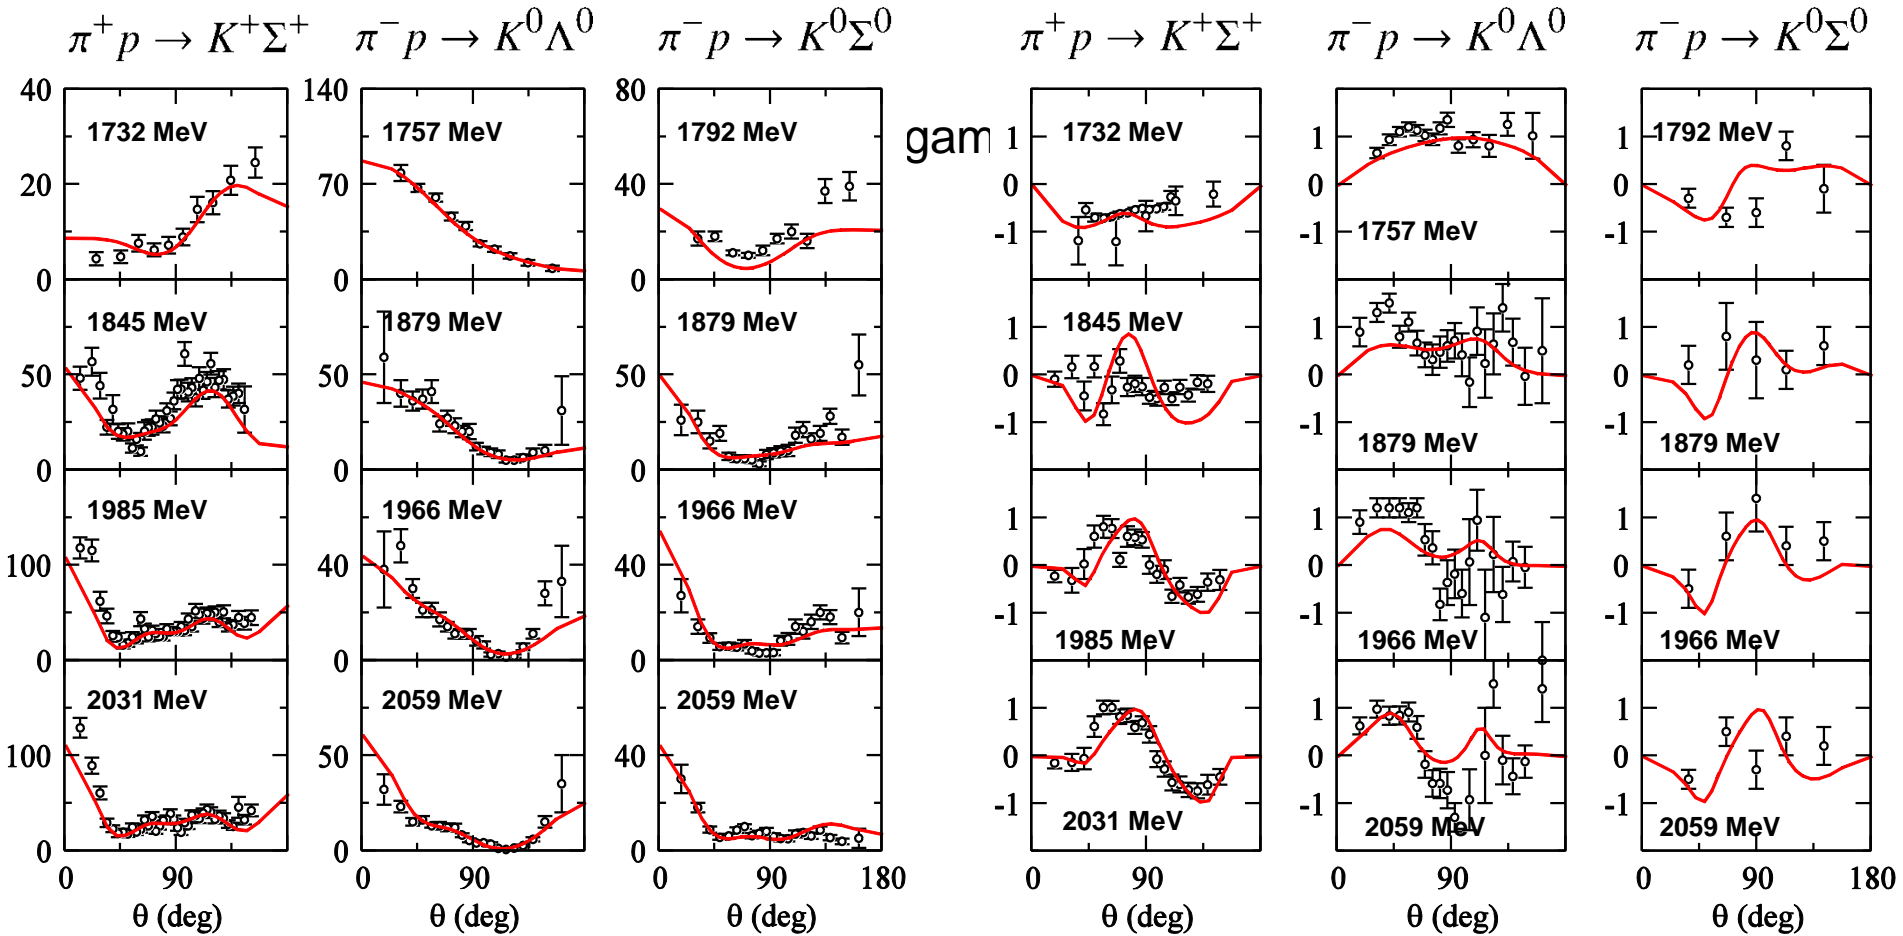 π⁺p → K⁺Σ⁺ π⁻p → K⁰Λ⁰ π⁻p → K⁰Σ⁰ π⁺p → K⁺Σ⁺ π⁻p → K⁰Λ⁰ π⁻p → K⁰Σ⁰
40 140 80
1732 MeV 1757 MeV 1792 MeV gam 1 1732 MeV 1 1 1792 MeV
20 70 40 0 0 0
-1 -1 1757 MeV -1
0 0 0
1845 MeV 1879 MeV 1879 MeV 1 1845 MeV 1 1
50 50 50 0 0 0
-1 -1 1879 MeV -1 1879 MeV
0 0 0
1985 MeV 1966 MeV 1966 MeV 1 1 1
100 40 40 0 0 0
-1 1985 MeV -1 1966 MeV -1 1966 MeV
0 0 0
2031 MeV 2059 MeV 2059 MeV 1 1 1
100 50 40 0 0 0
-1 2031 MeV -1 2059 MeV -1 2059 MeV
0 0 0
0 90 0 90 0 90 180 0 90 0 90 0 90 180
θ (deg) θ (deg) θ (deg) θ (deg) θ (deg) θ (deg)